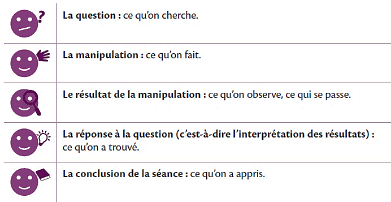 La question : ce qu'on cherche.
La manipulation : ce qu'on fait.
Le résultat de la manipulation : ce qu'on observe, ce qui se passe.
La réponse à la question (c'est-à-dire l'interprétation des résultats) :
ce qu'on a trouvé.
La conclusion de la séance : ce qu'on a appris.